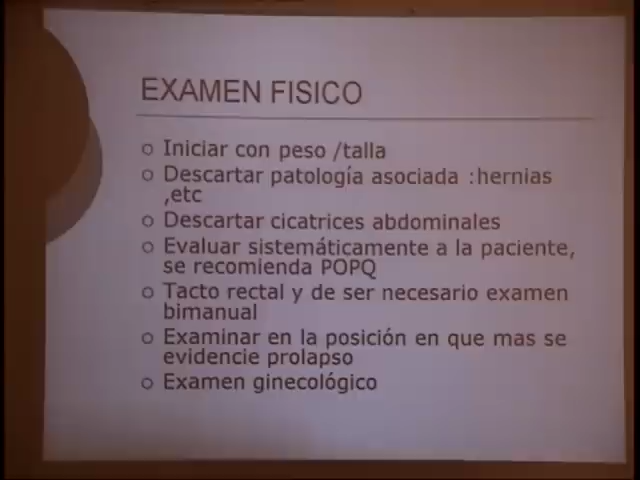 EXAMEN FISICO
o Iniciar con peso /talla
o Descartar patología asociada :hernias
,etc
o Descartar cicatrices abdominales
o Evaluar sistemáticamente a la paciente,
se recomienda POPQ
o Tacto rectal y de ser necesario examen
bimanual
o Examinar en la posición en que mas se
evidencie prolapso
o Examen ginecológico